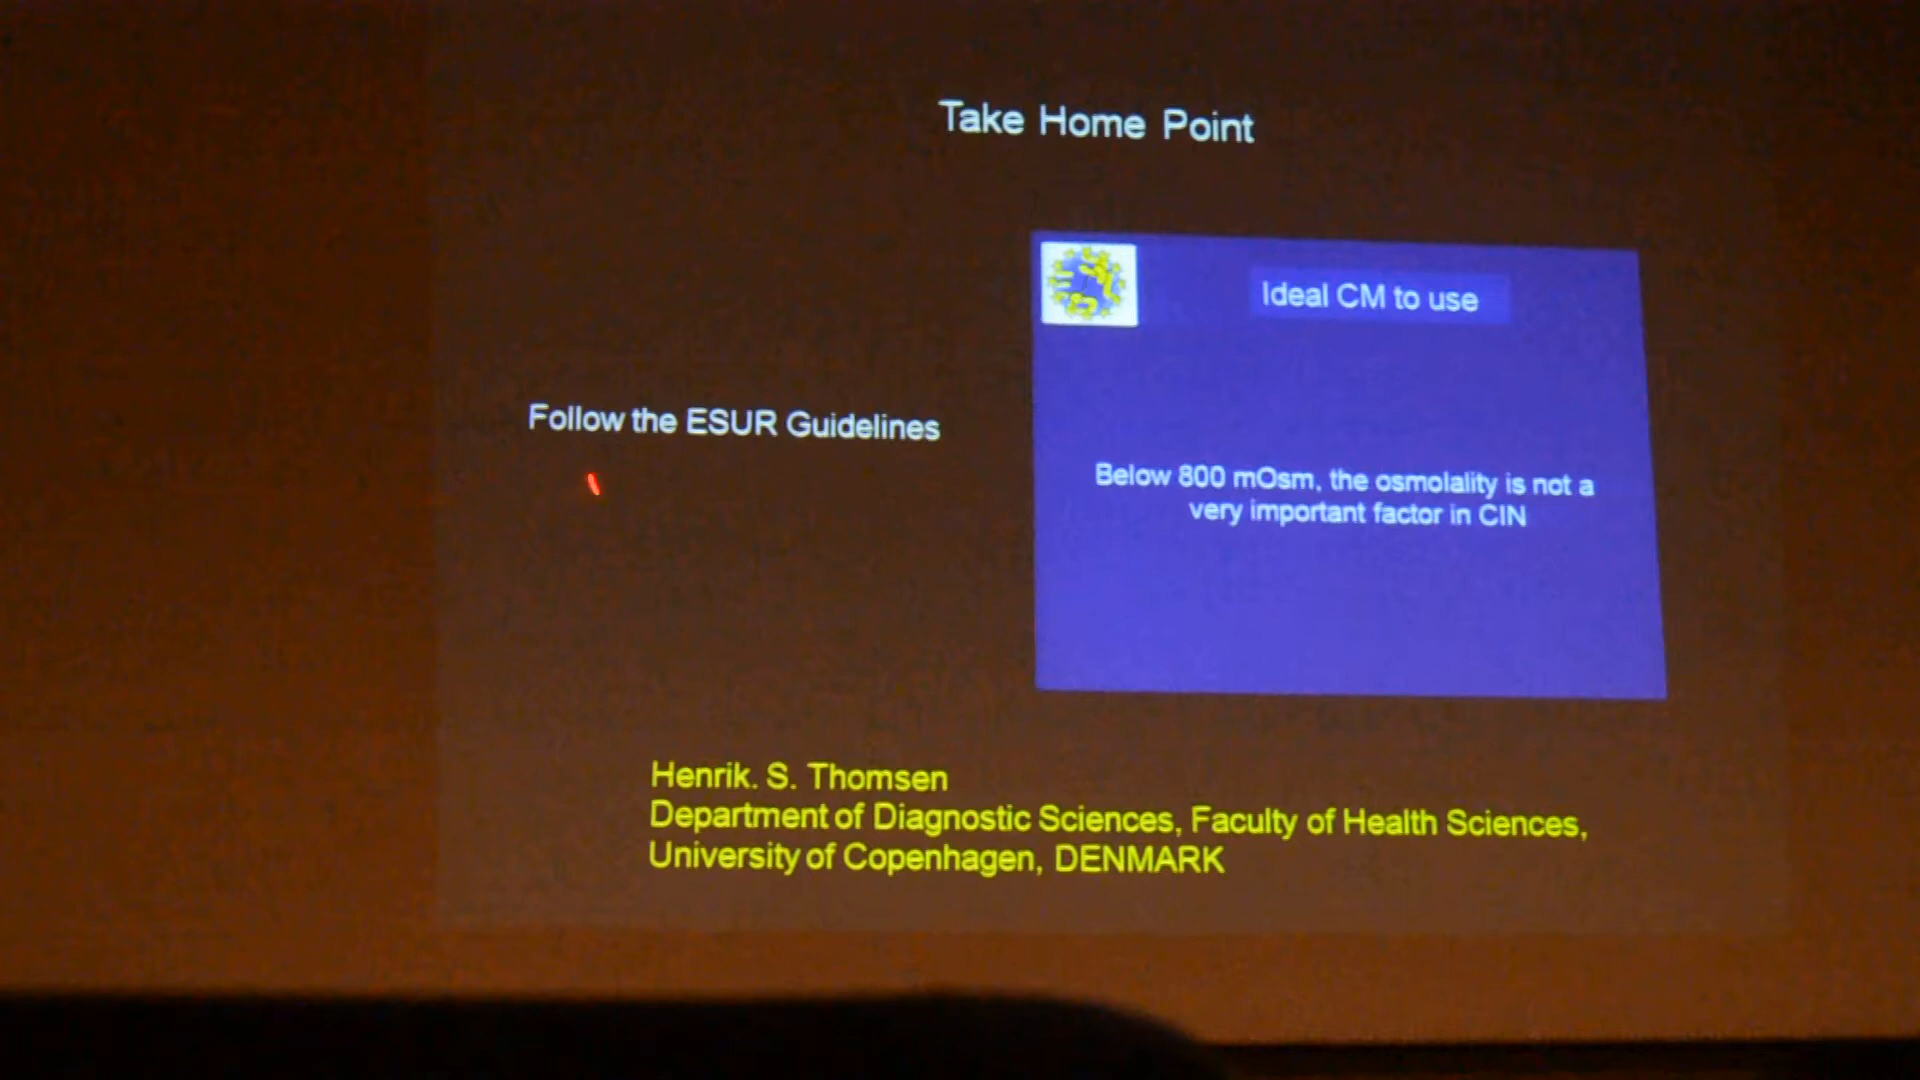 Take Home Point
Ideal CM to use
Follow the ESUR Guidelines
Below 800 mOsm, the osmolality is not a
very important factor in CIN
Henrik. S. Thomsen
Department of Diagnostic Sciences, Faculty of Health Sciences,
University of Copenhagen, DENMARK